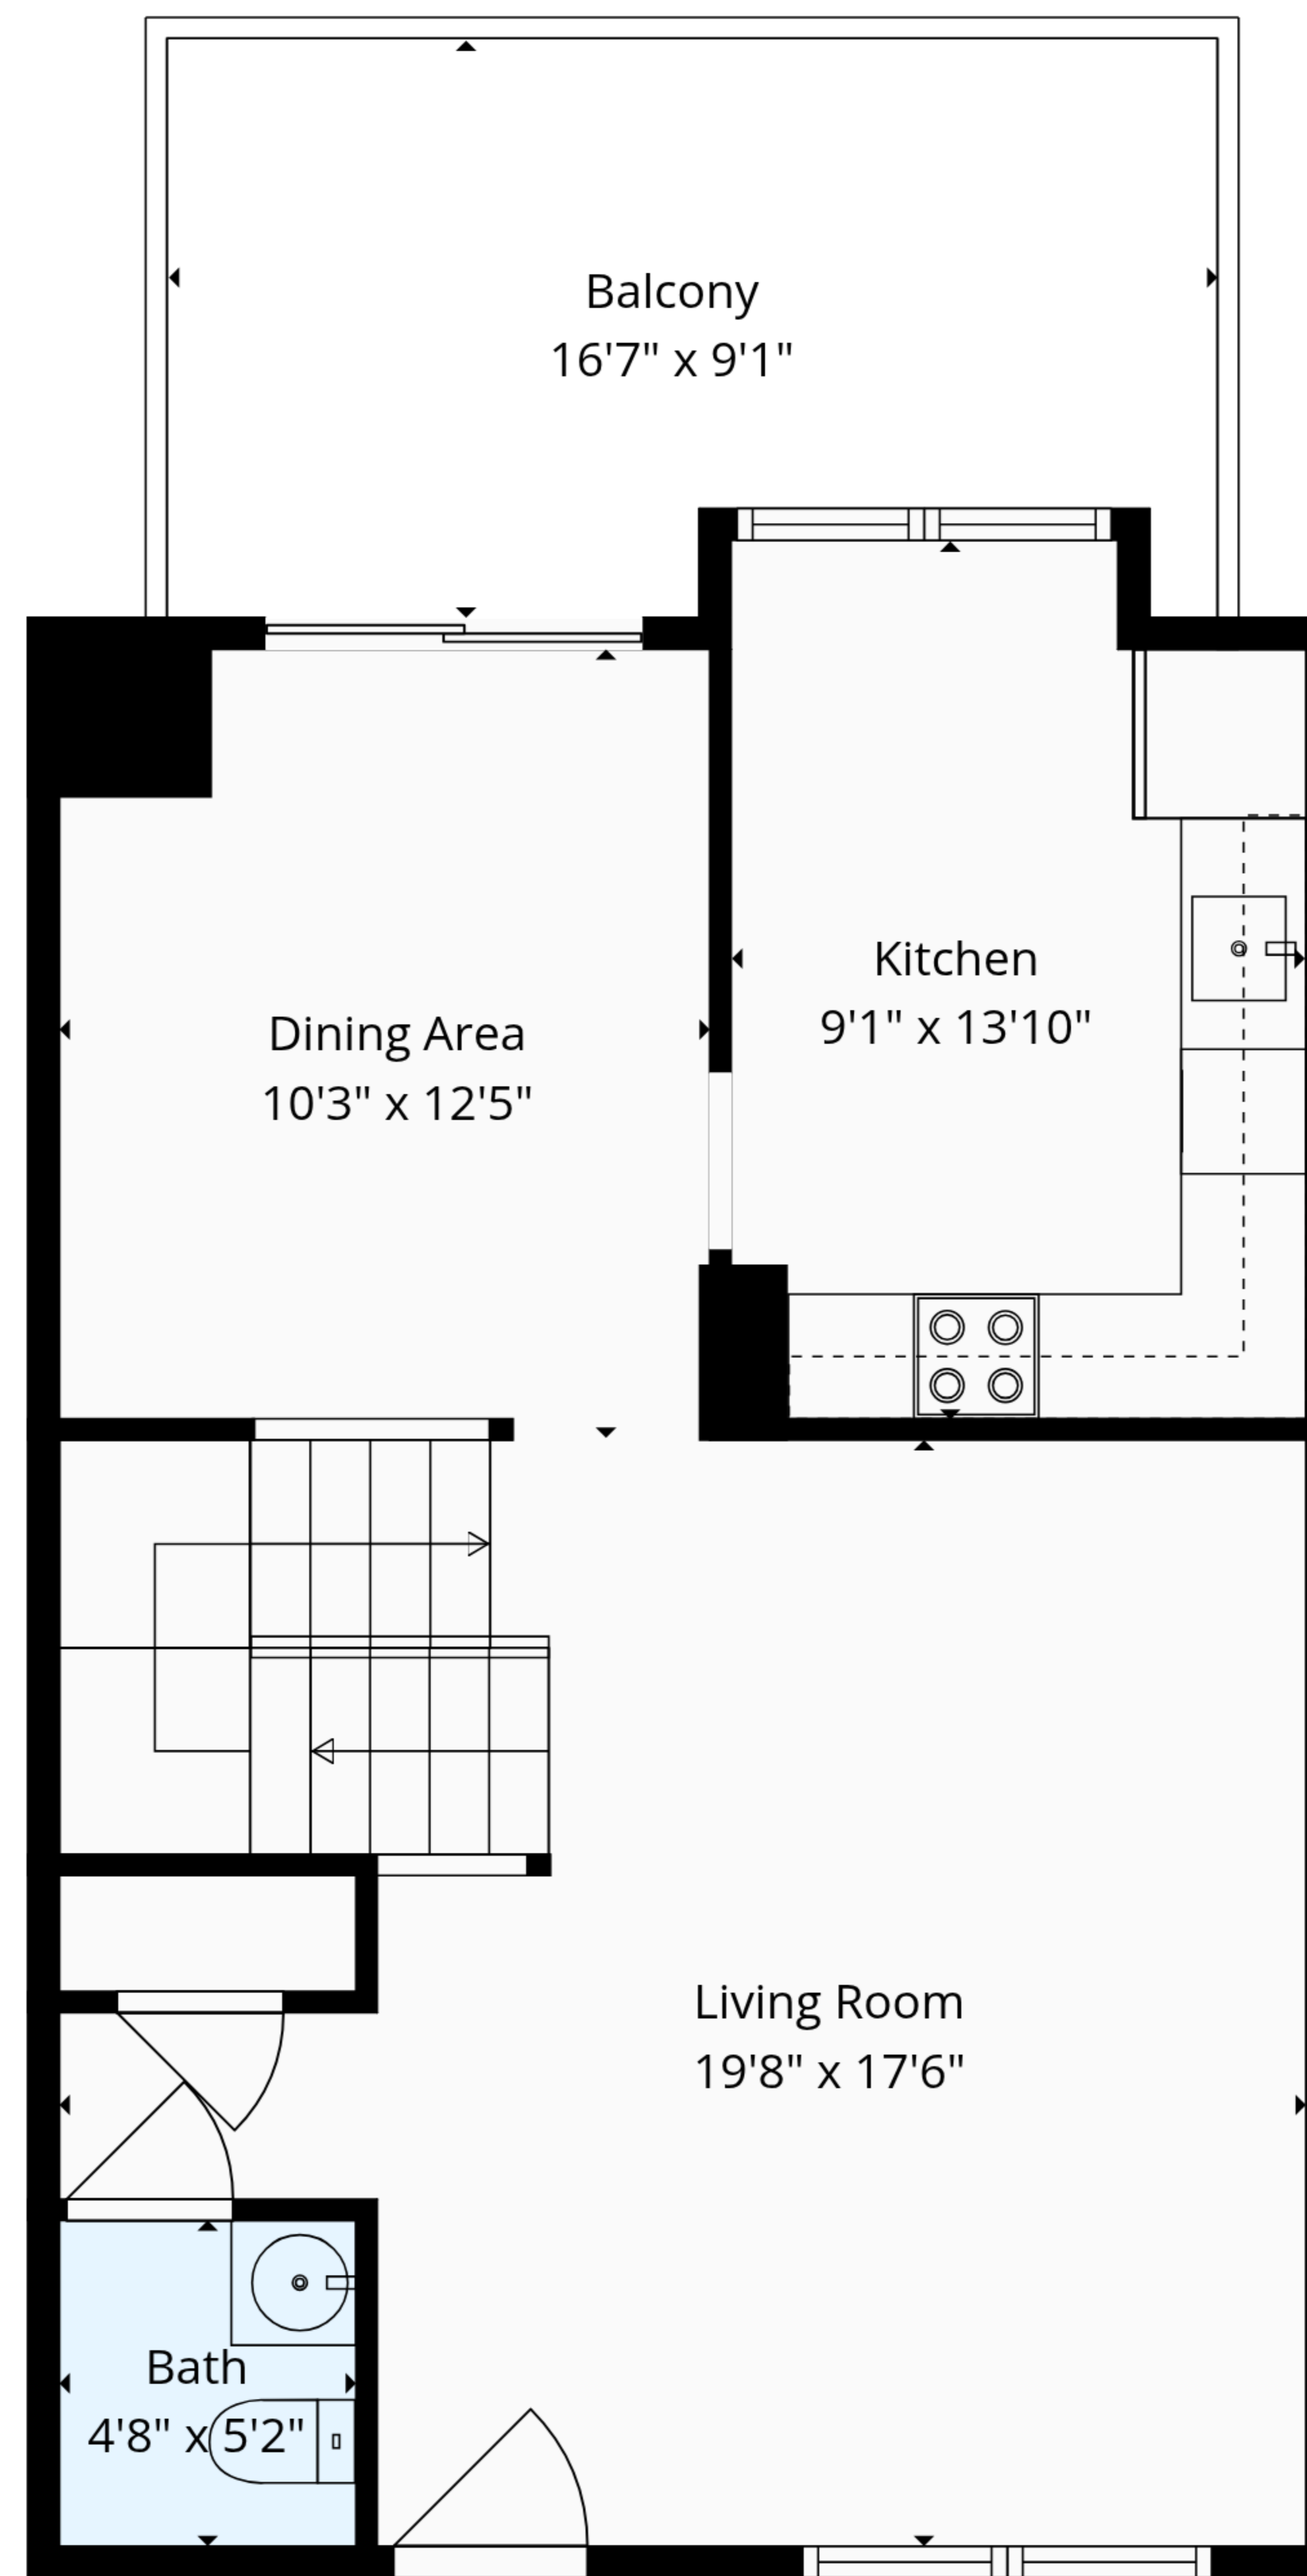 Balcony
16'7" x 9'1"
Kitchen
9'1" x 13'10"
Dining Area
10'3" x 12'5"
Living Room
19'8" x 17'6"
Bath
4'8" x 5'2"